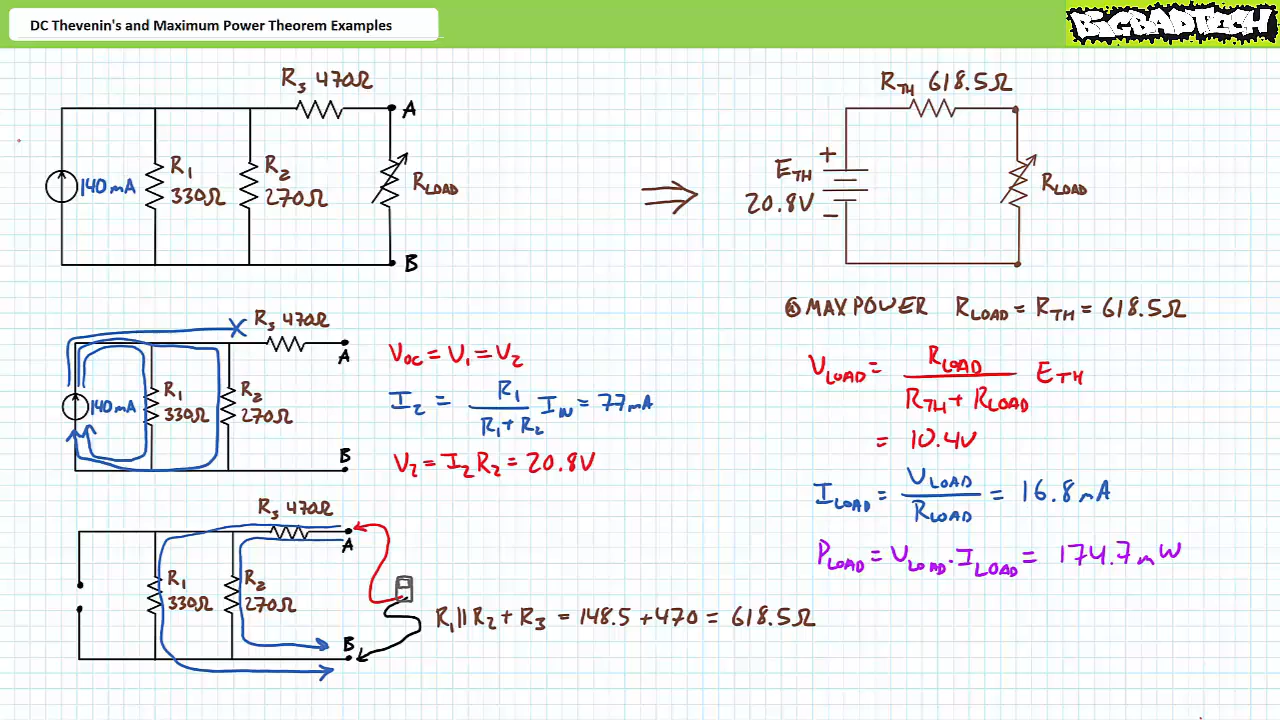 DC Thevenin's and Maximum Power Theorem Examples
BIGBADTECH
R3 470Ω
A
140mA
R1
330Ω
R2
270Ω
RLOAD
B
RTH 618.5Ω
+
ETH
20.8V
−
RLOAD
R3 470Ω
A
140mA
R1
330Ω
R2
270Ω
B
VOC = V1 = V2
I2 = R1 / R1 + R2 IIN = 77mA
V2 = I2 R2 = 20.8V
R3 470Ω
A
R1
330Ω
R2
270Ω
B
R1 || R2 + R3 = 148.5 + 470 = 618.5Ω
@ MAX POWER RLOAD = RTH = 618.5Ω
VLOAD = RLOAD / RTH + RLOAD ETH
= 10.4V
ILOAD = VLOAD / RLOAD = 16.8mA
PLOAD = VLOAD · ILOAD = 174.7mW